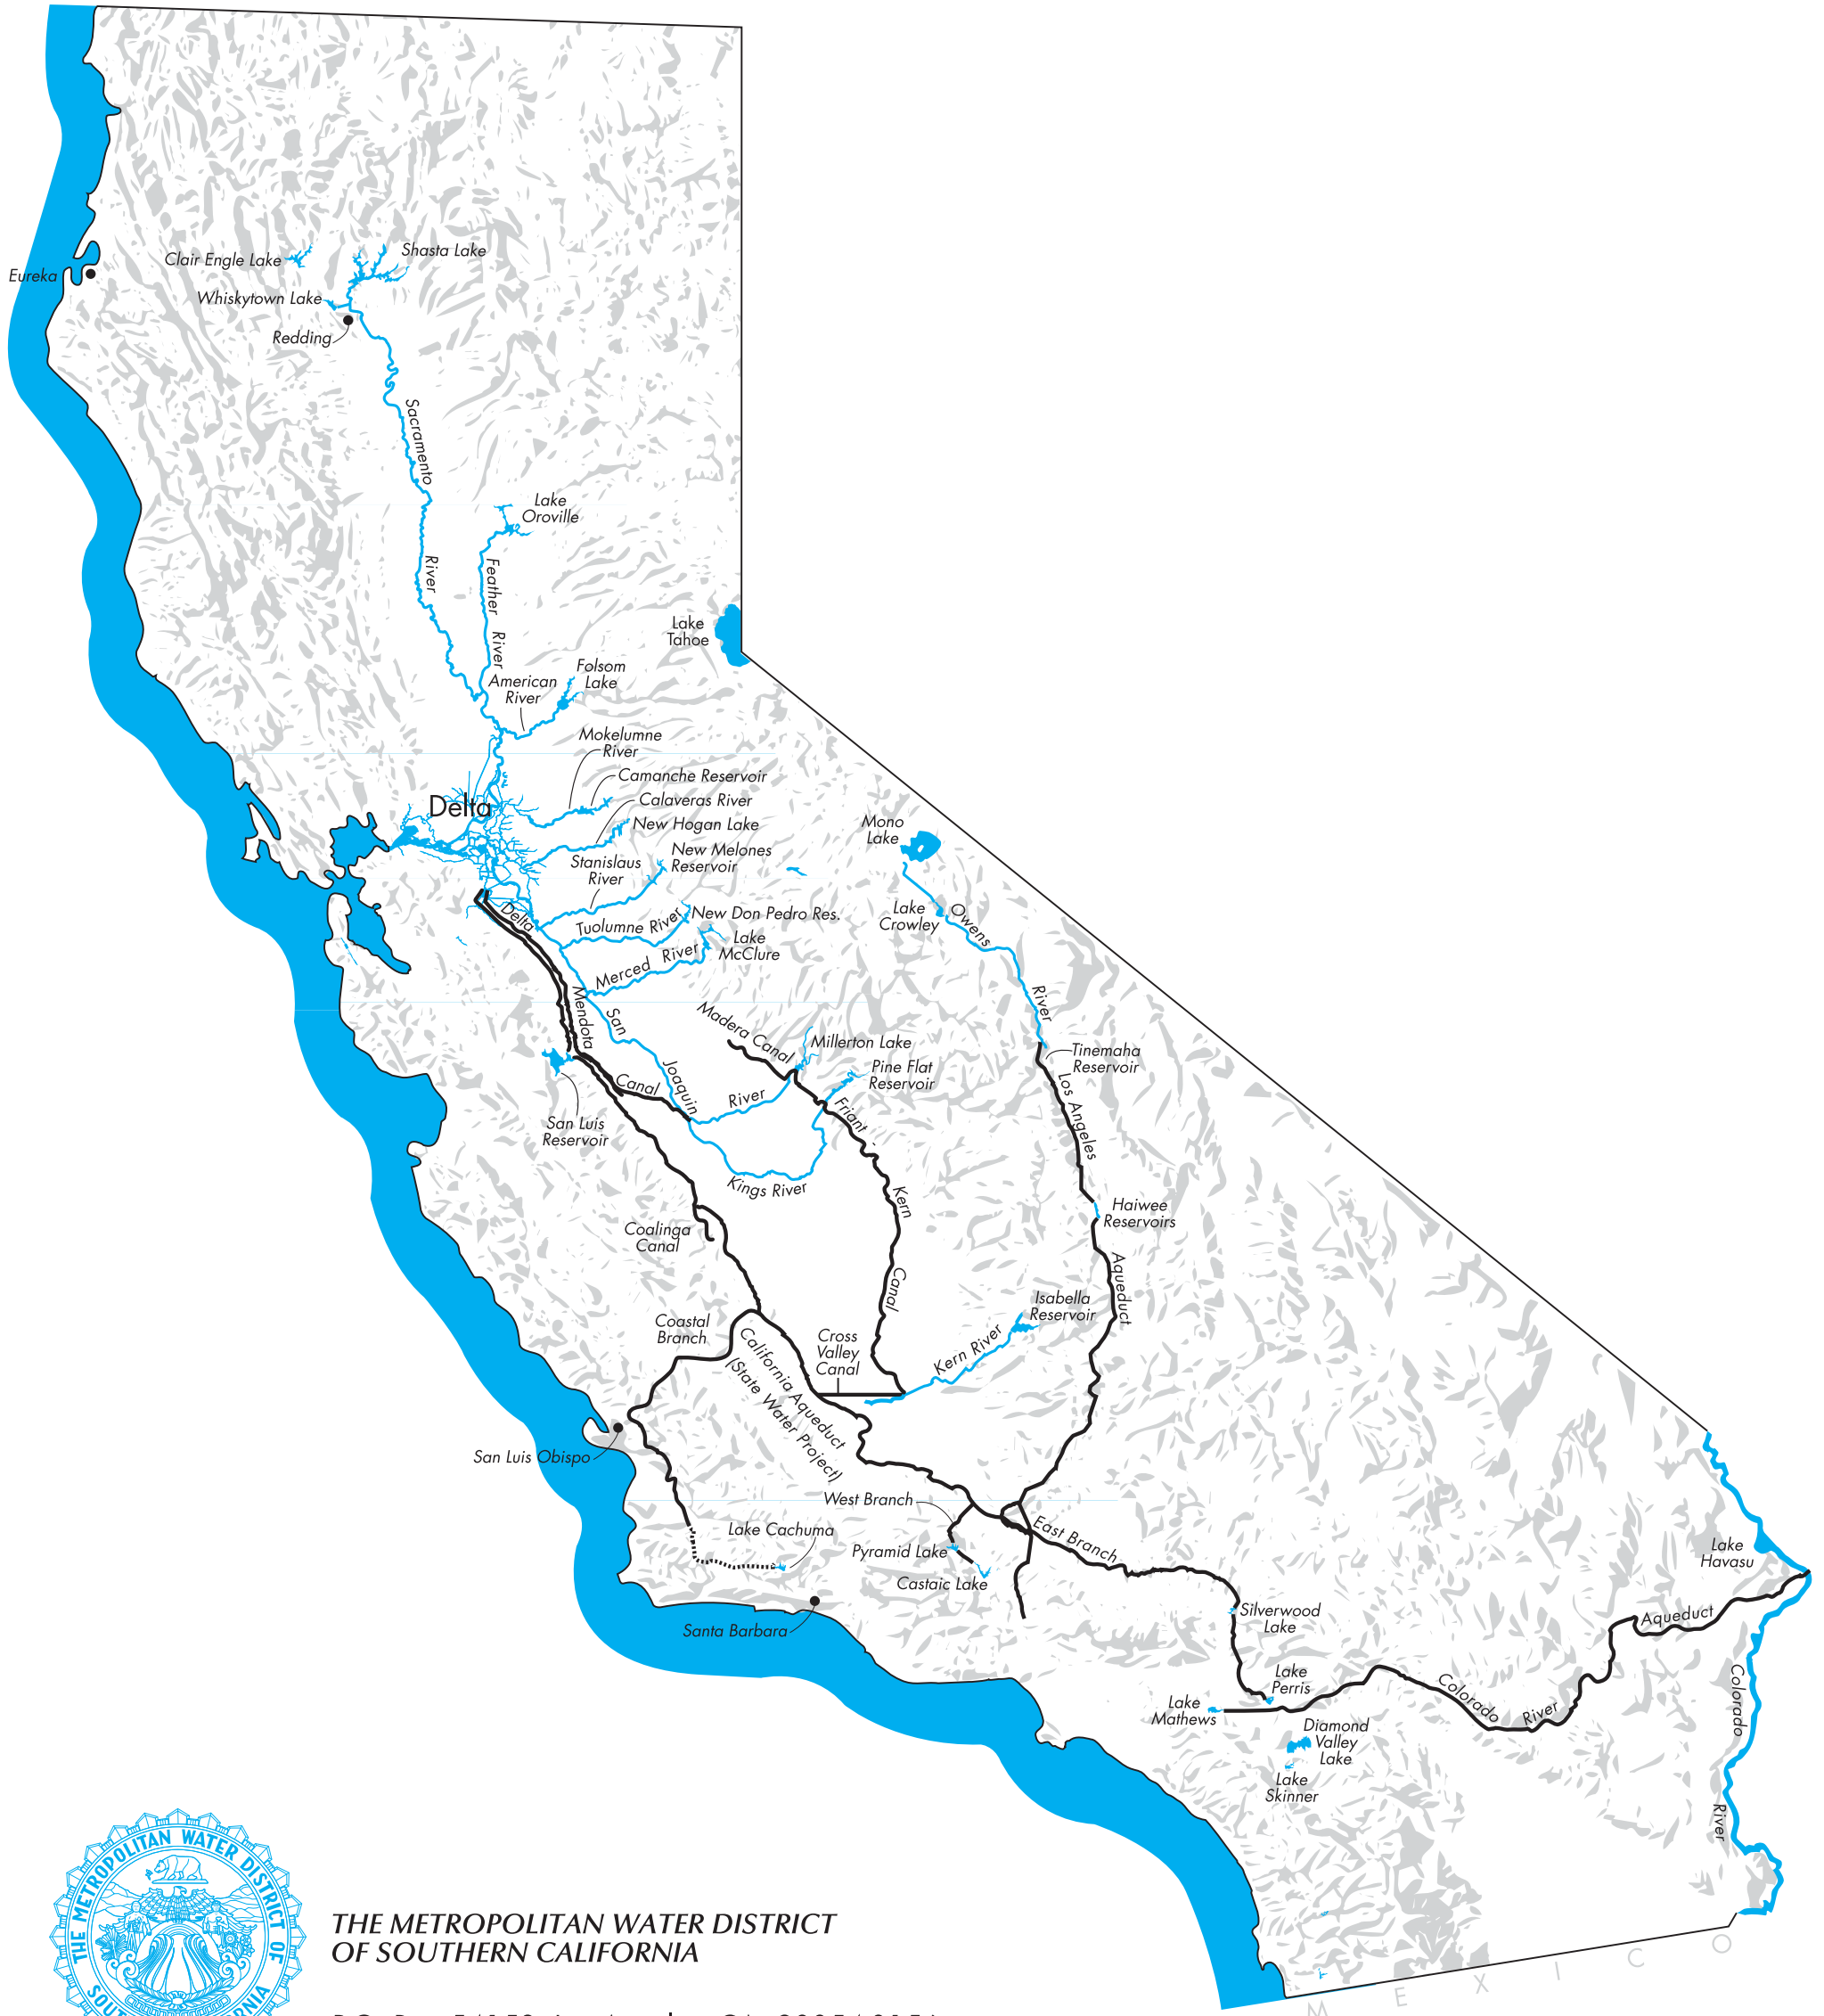 Clair Engle Lake
Shasta Lake
Eureka
Whiskytown Lake
Redding
Sacramento
River
Lake
Oroville
Feather
River
Lake
Tahoe
Folsom
Lake
American
River
Mokelumne
River
Camanche Reservoir
Delta
Calaveras River
New Hogan Lake
Mono
Lake
New Melones
Reservoir
Stanislaus
River
Delta
Mendota
Canal
Tuolumne River
New Don Pedro Res.
Lake
McClure
Merced River
Lake
Crowley
Owens
River
San
Joaquin
River
Madera Canal
Millerton Lake
Pine Flat
Reservoir
Tinemaha
Reservoir
Los Angeles
Aqueduct
San Luis
Reservoir
Friant -
Kern
Canal
Kings River
Haiwee
Reservoirs
Coalinga
Canal
Isabella
Reservoir
Coastal
Branch
Cross
Valley
Canal
Kern River
California Aqueduct
(State Water Project)
San Luis Obispo
West Branch
East Branch
Lake Cachuma
Pyramid Lake
Castaic Lake
Lake
Havasu
Santa Barbara
Silverwood
Lake
Aqueduct
Lake
Perris
Lake
Mathews
Colorado
River
Colorado
River
Diamond
Valley
Lake
Lake
Skinner
MEXICO
THE METROPOLITAN WATER DISTRICT OF
THE METROPOLITAN WATER DISTRICT
OF SOUTHERN CALIFORNIA